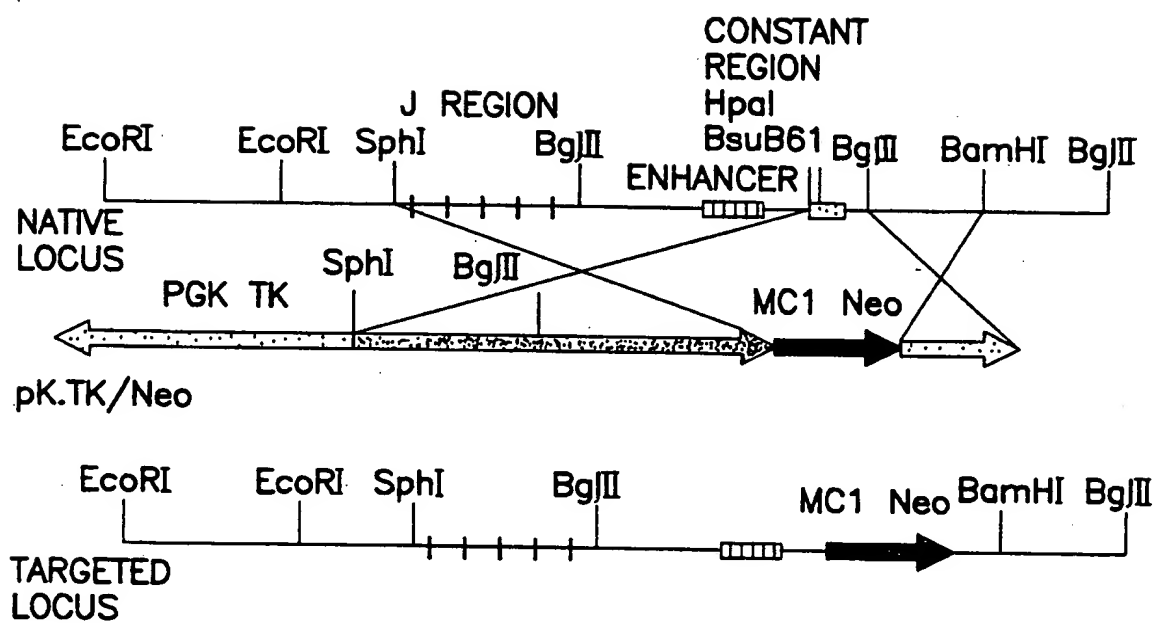 CONSTANT
REGION
HpaI
BsuB61
J REGION
EcoRI EcoRI SphI BglII BglII BamHI BglII
ENHANCER
NATIVE
LOCUS
SphI BglII
PGK TK MC1 Neo
pK.TK/Neo
EcoRI EcoRI SphI BglII MC1 Neo BamHI BglII
TARGETED
LOCUS